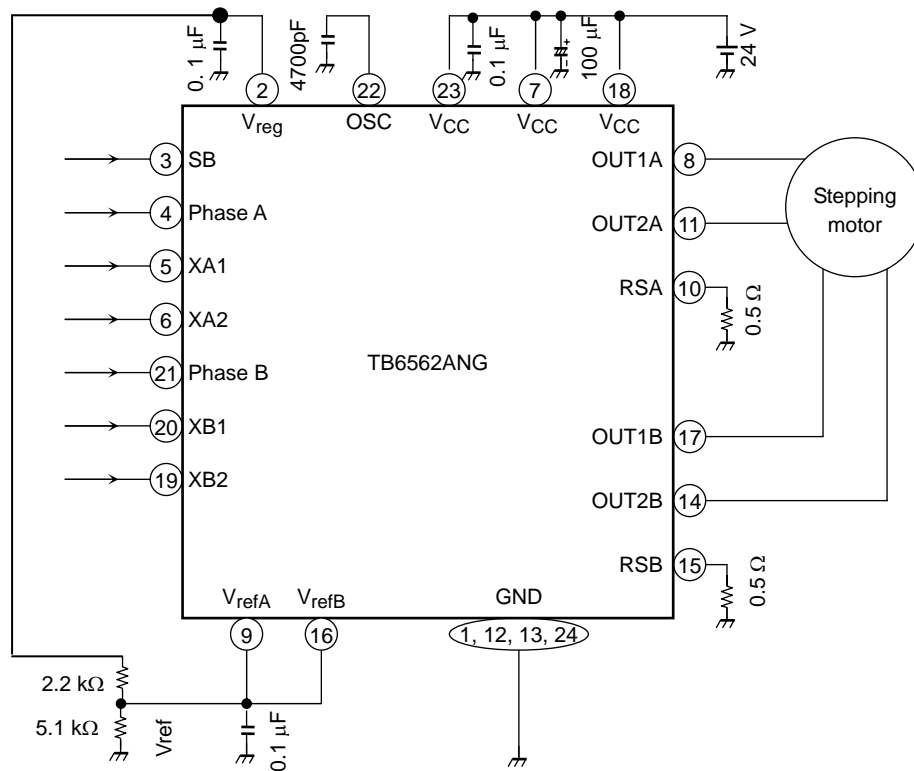 0.1 μF
4700pF
0.1 μF
100 μF
+
24 V
2
22
23
7
18
Vreg
OSC
VCC
VCC
VCC
3 SB
OUT1A 8
Stepping
motor
4 Phase A
OUT2A 11
5 XA1
RSA 10
0.5 Ω
6 XA2
TB6562ANG
21 Phase B
20 XB1
OUT1B 17
19 XB2
OUT2B 14
RSB 15
0.5 Ω
VrefA
VrefB
GND
9
16
1, 12, 13, 24
2.2 kΩ
5.1 kΩ
Vref
0.1 μF